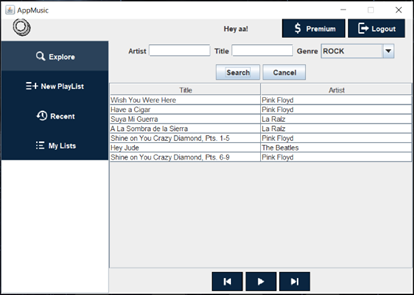 AppMusic
Hey aa!
Premium
Logout
Explore
New PlayList
Recent
My Lists
Artist Title Genre ROCK
Search Cancel
Title Artist
Wish You Were Here Pink Floyd
Have a Cigar Pink Floyd
Suya Mi Guerra La Raíz
A La Sombra de la Sierra La Raíz
Shine on You Crazy Diamond, Pts. 1-5 Pink Floyd
Hey Jude The Beatles
Shine on You Crazy Diamond, Pts. 6-9 Pink Floyd